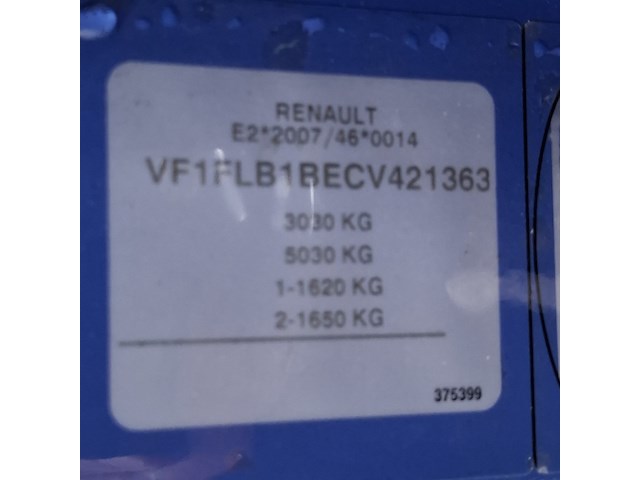 RENAULT
E2*2007/46*0014
VF1FLB1BECV421363
3030 KG
5030 KG
1-1620 KG
2-1650 KG
375399